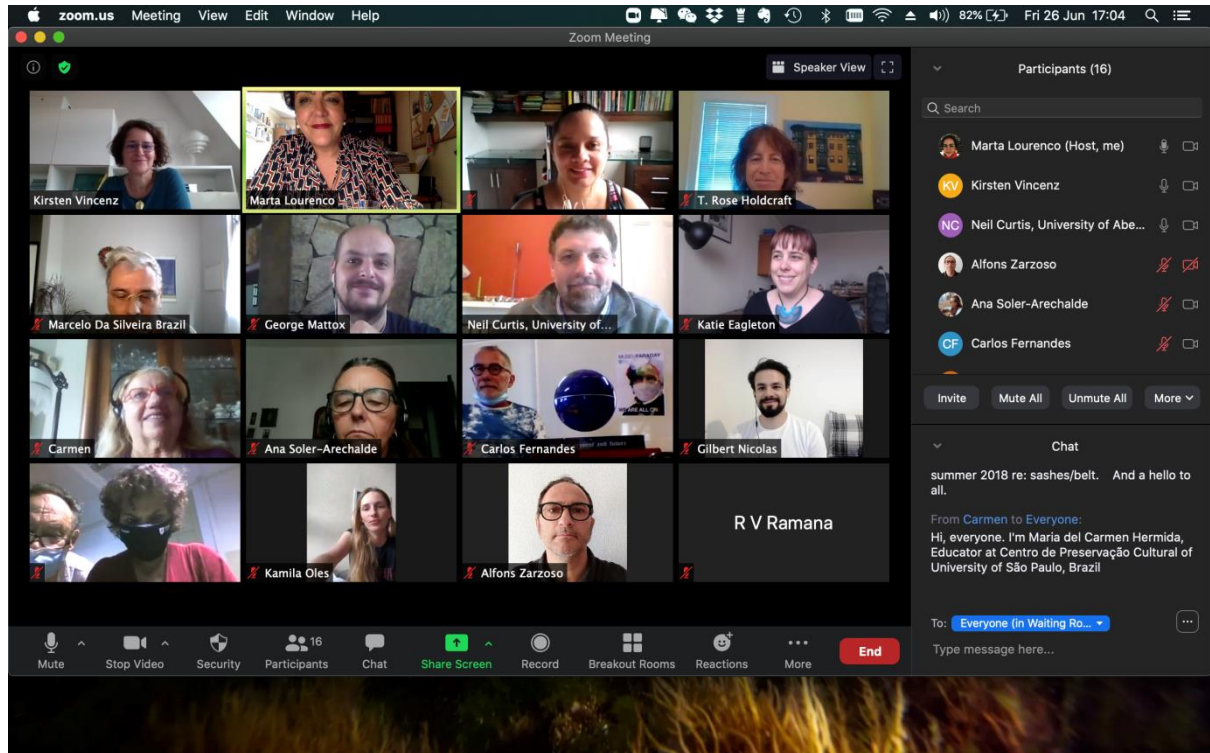 zoom.us Meeting View Edit Window Help 82% Fri 26 Jun 17:04
Zoom Meeting
Speaker View
Participants (16)
Search
Marta Lourenco (Host, me)
KV Kirsten Vincenz
NC Neil Curtis, University of Abe...
Alfons Zarzoso
Ana Soler-Arechalde
CF Carlos Fernandes
Invite Mute All Unmute All More
Kirsten Vincenz
Marta Lourenco
T. Rose Holdcraft
Marcelo Da Silveira Brazil
George Mattox
Neil Curtis, University of...
Katie Eagleton
Carmen
Ana Soler-Arechalde
Carlos Fernandes
Gilbert Nicolas
Kamila Oles
Alfons Zarzoso
R V Ramana
Chat
summer 2018 re: sashes/belt. And a hello to
all.
From Carmen to Everyone:
Hi, everyone. I'm Maria del Carmen Hermida,
Educator at Centro de Preservação Cultural of
University of São Paulo, Brazil
To: Everyone (in Waiting Ro...
Type message here...
Mute Stop Video Security Participants 16 Chat Share Screen Record Breakout Rooms Reactions More End